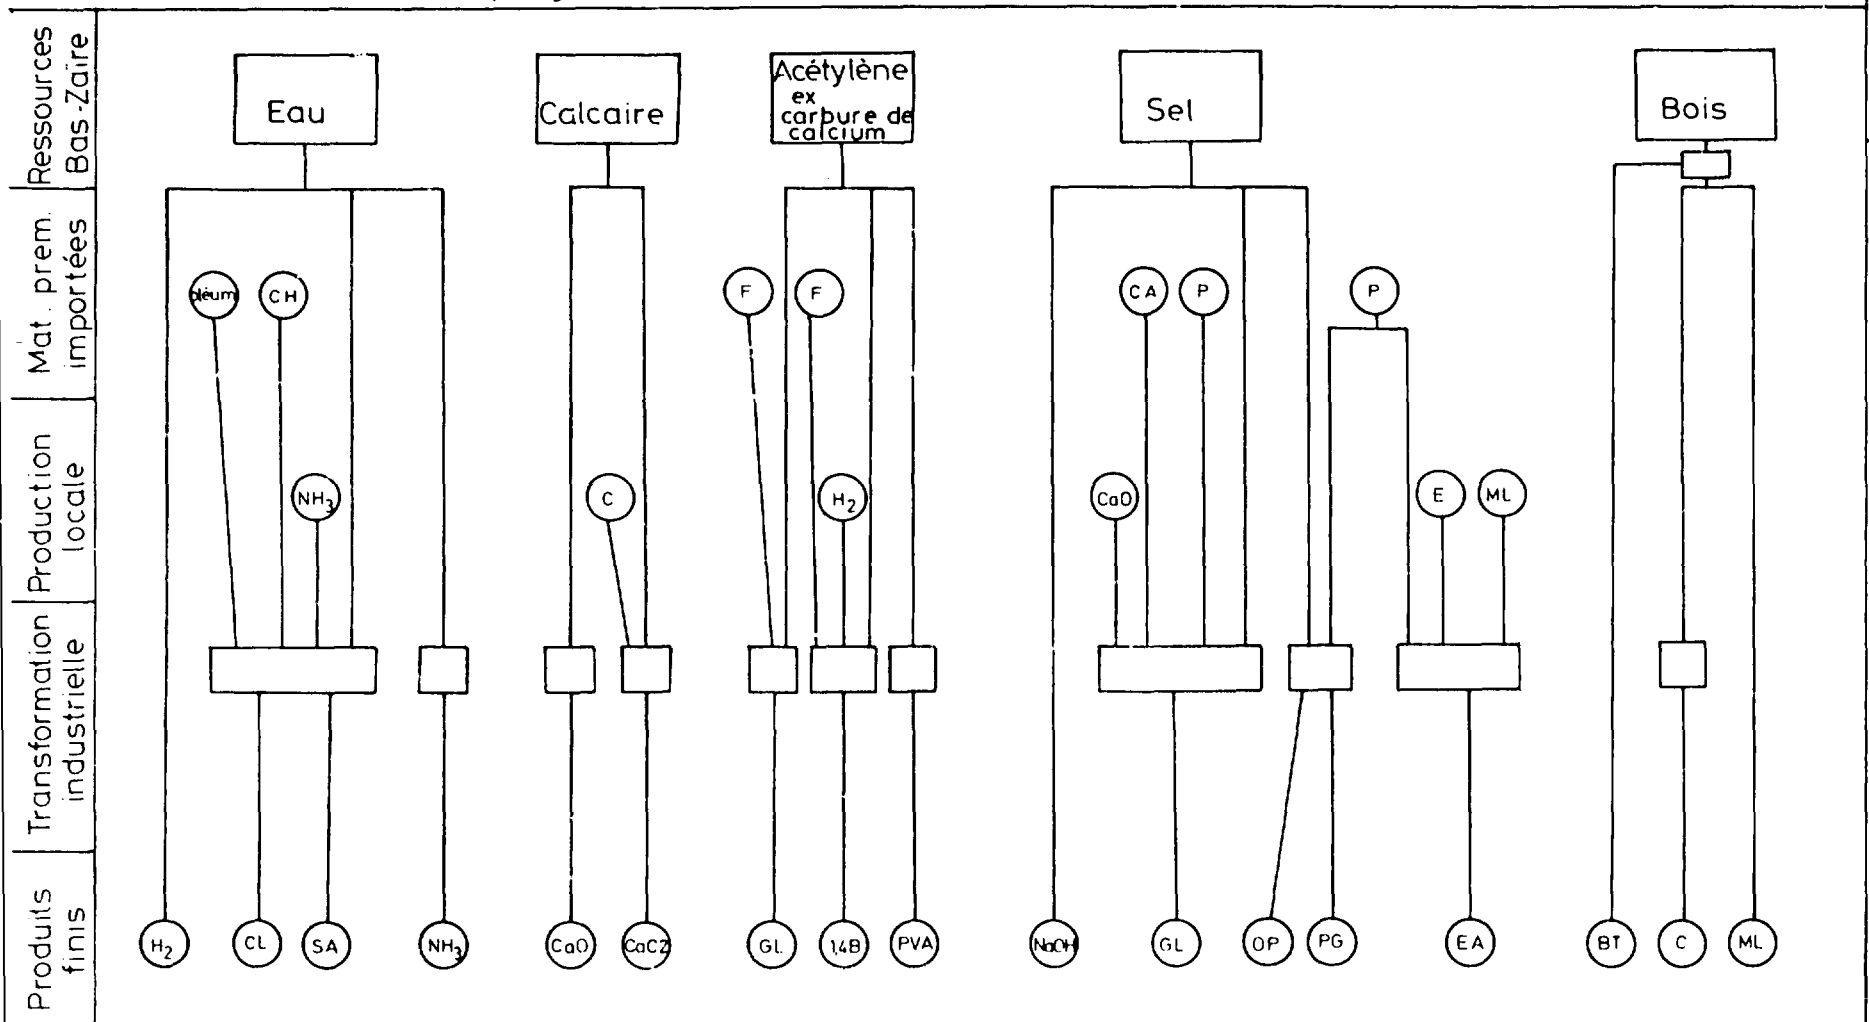 Ressources
Bas-Zaïre
Eau
Calcaire
Acétylène
ex
carbure de
calcium
Sel
Bois
Mat. prem.
importées
oléum
CH
F
F
CA
P
P
Production
locale
NH3
C
H2
CaO
E
ML
Transformation
industrielle
Produits
finis
H2
CL
SA
NH3
CaO
CaC2
GL
1,4B
PVA
NaOH
GL
OP
PG
EA
BT
C
ML